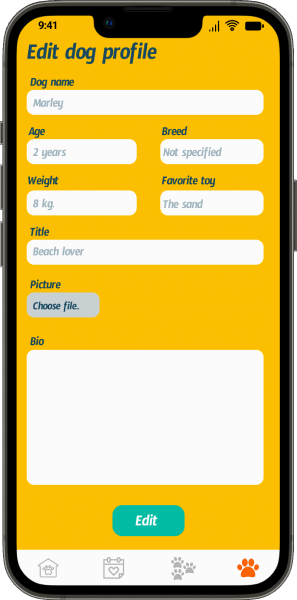 9:41
Edit dog profile
Dog name
Marley
Age Breed
2 years Not specified
Weight Favorite toy
8 kg. The sand
Title
Beach lover
Picture
Choose file.
Bio
Edit